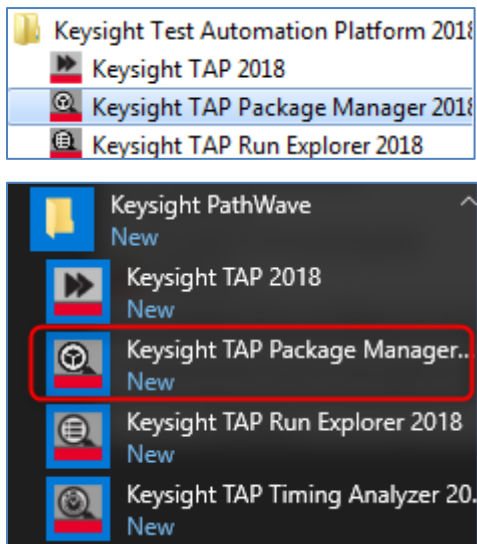 Keysight Test Automation Platform 2018
Keysight TAP 2018
Keysight TAP Package Manager 2018
Keysight TAP Run Explorer 2018
Keysight PathWave
New
Keysight TAP 2018
New
Keysight TAP Package Manager...
New
Keysight TAP Run Explorer 2018
New
Keysight TAP Timing Analyzer 20.
New